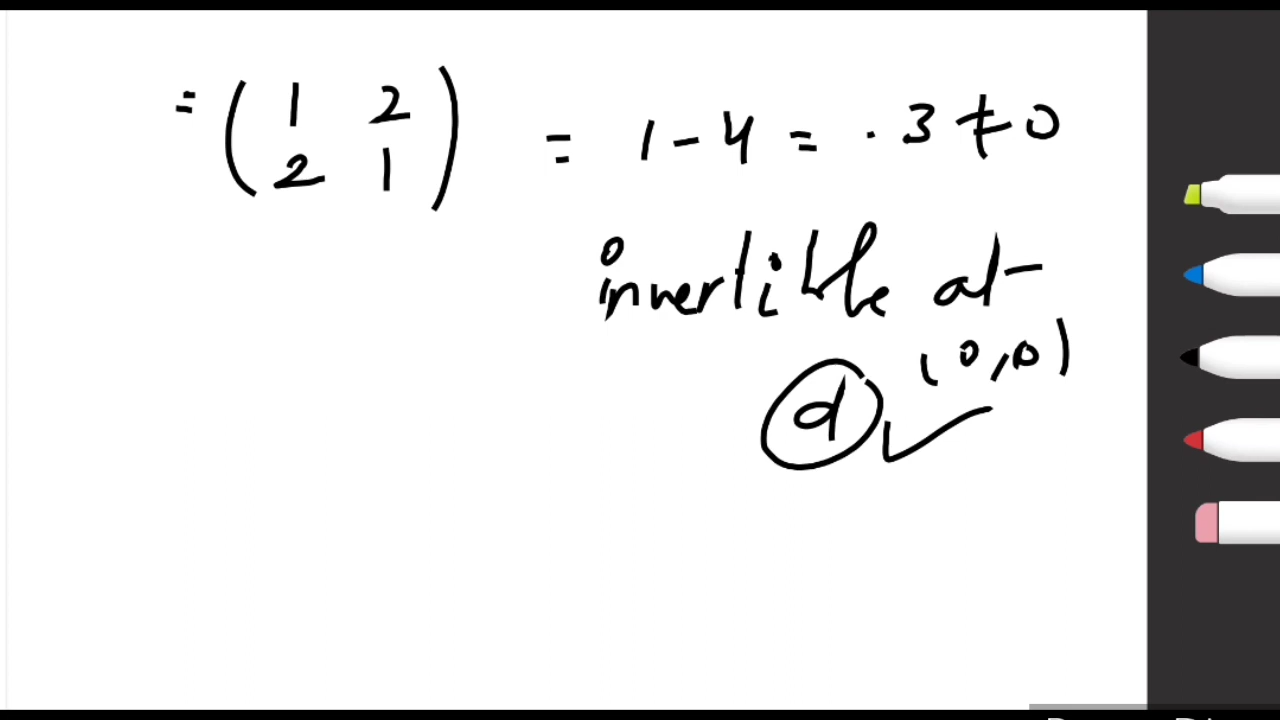 = ( 1 2 ) = 1 - 4 = - 3 ≠ 0
( 2 1 )
invertible at
(0,0)
d ✓